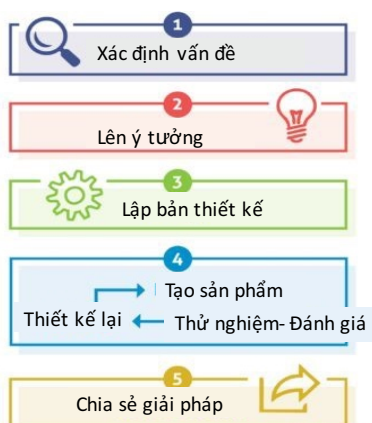 1
Xác định vấn đề
2
Lên ý tưởng
3
Lập bản thiết kế
4
Tạo sản phẩm
Thiết kế lại
Thử nghiệm- Đánh giá
5
Chia sẻ giải pháp